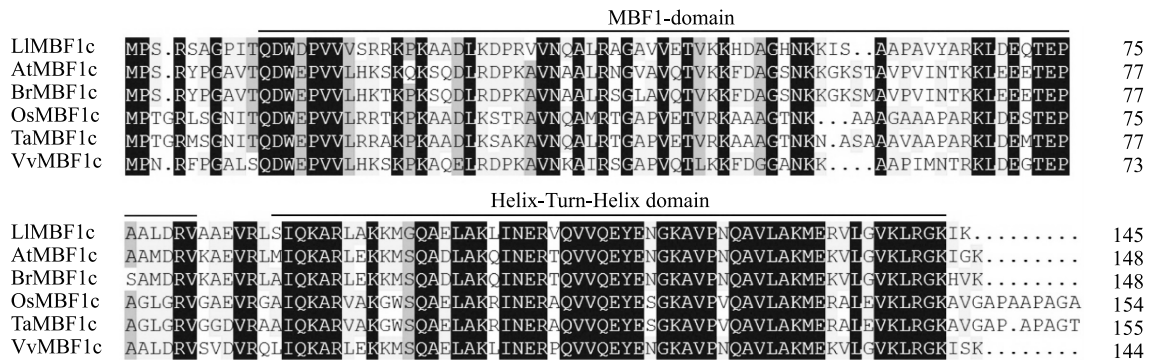 MBF1-domain
LlMBF1c MPS.RSAGPITQDWDPVVVSRRKPKAADLKDPRVVNQALRAGAVVETVKKHDAGHNKKIS..AAPAVYARKLDEQTEP 75
AtMBF1c MPS.RYPGAVTQDWEPVVLHKSKQKSQDLRDPKAVNAALRNGVAVQTVKKFDAGSNKKGKSTAVPVINTKKLEEETEP 77
BrMBF1c MPS.RYPGAVTQDWEPVVLHKTKPKSQDLRDPKAVNAALRSGLAVQTVKKFDAGSNKKGKSMAVPVINTKKLEEETEP 77
OsMBF1c MPTGRLSGNITQDWEPVVLRRTKPKAADLKSTRAVNQAMRTGAPVETVRKAAAGTNK...AAAGAAAPARKLDESTEP 75
TaMBF1c MPTGRMSGNITQDWEPVVLRRAKPKAADLKSAKAVNQALRTGAPVETVRKAAAGTNKN.ASAAAVAAPARKLDEMTEP 77
VvMBF1c MPN.RFPGALSQDWEPVVLHKSKPKAQELRDPKAVNKAIRSGAPVQTLKKFDGGANKK....AAPIMNTRKLDEGTEP 73
Helix-Turn-Helix domain
LlMBF1c AALDRVAAEVRLSIQKARLAKKMGQAELAKLINERVQVVQEYENGKAVPNQAVLAKMERVLGVKLRGKIK......... 145
AtMBF1c AAMDRVKAEVRLMIQKARLEKKMSQADLAKQINERTQVVQEYENGKAVPNQAVLAKMEKVLGVKLRGKIGK........ 148
BrMBF1c SAMDRVKAEVRLAIQKARLEKKMSQADLAKQINERTQVVQEYENGKAVPNQAVLAKMEKVLGVKLRGKHVK........ 148
OsMBF1c AGLGRVGAEVRGAIQKARVAKGWSQAELAKRINERAQVVQEYESGKAVPVQAVLAKMERALEVKLRGKAVGAPAAPAGA 154
TaMBF1c AGLGRVGGDVRAAIQKARVAKGWSQAELAKRINERAQVVQEYESGKAVPVQAVLAKMERALEVKLRGKAVGAP.APAGT 155
VvMBF1c AALDRVSVDVRQLIQKARLEKKMSQAELAKQINERPQVVQEYENGKAVPNQAVLAKMERVLGVKLRGKISK........ 144